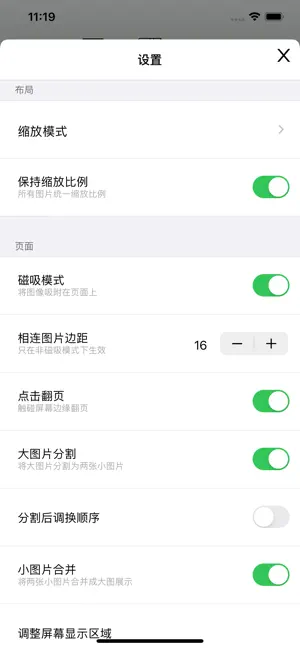 11:19
设置
X
布局
缩放模式
保持缩放比例
所有图片统一缩放比例
页面
磁吸模式
将图像吸附在页面上
相连图片边距
只在非磁吸模式下生效
16
点击翻页
触碰屏幕边缘翻页
大图片分割
将大图片分割为两张小图片
分割后调换顺序
小图片合并
将两张小图片合并成大图展示
调整屏幕显示区域